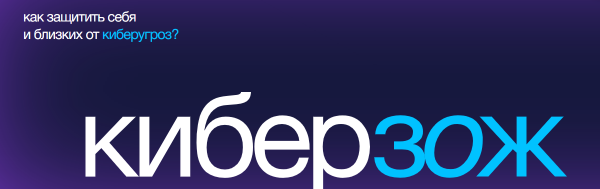 как защитить себя
и близких от киберугроз?
киберзож